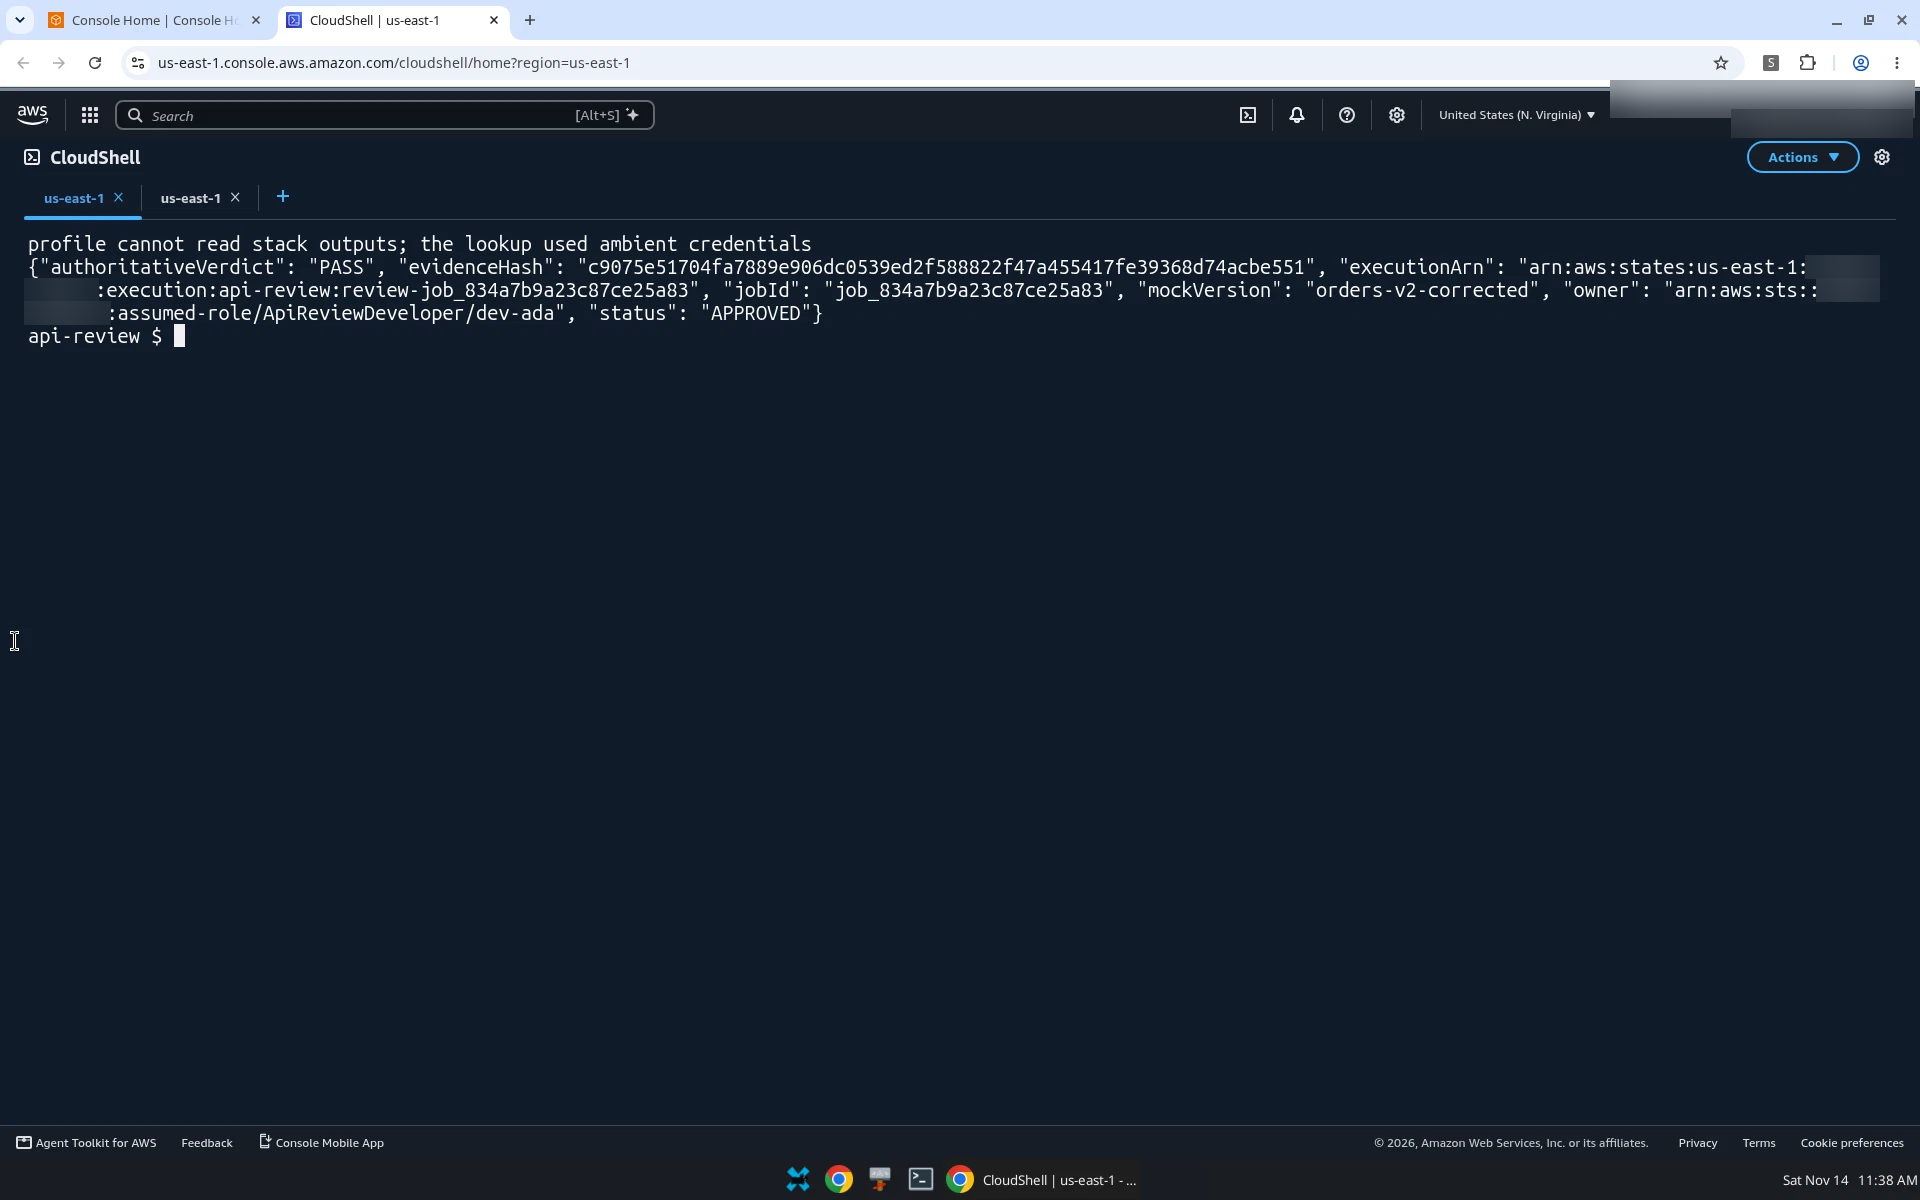 Console Home | Console Ho
CloudShell | us-east-1
us-east-1.console.aws.amazon.com/cloudshell/home?region=us-east-1
S
aws
Search
[Alt+S]
United States (N. Virginia)
CloudShell
Actions
us-east-1
us-east-1
profile cannot read stack outputs; the lookup used ambient credentials
{"authoritativeVerdict": "PASS", "evidenceHash": "c9075e51704fa7889e906dc0539ed2f588822f47a455417fe39368d74acbe551", "executionArn": "arn:aws:states:us-east-1:
:execution:api-review:review-job_834a7b9a23c87ce25a83", "jobId": "job_834a7b9a23c87ce25a83", "mockVersion": "orders-v2-corrected", "owner": "arn:aws:sts::
:assumed-role/ApiReviewDeveloper/dev-ada", "status": "APPROVED"}
api-review $
Agent Toolkit for AWS
Feedback
Console Mobile App
© 2026, Amazon Web Services, Inc. or its affiliates.
Privacy
Terms
Cookie preferences
CloudShell | us-east-1 - ...
Sat Nov 14 11:38 AM